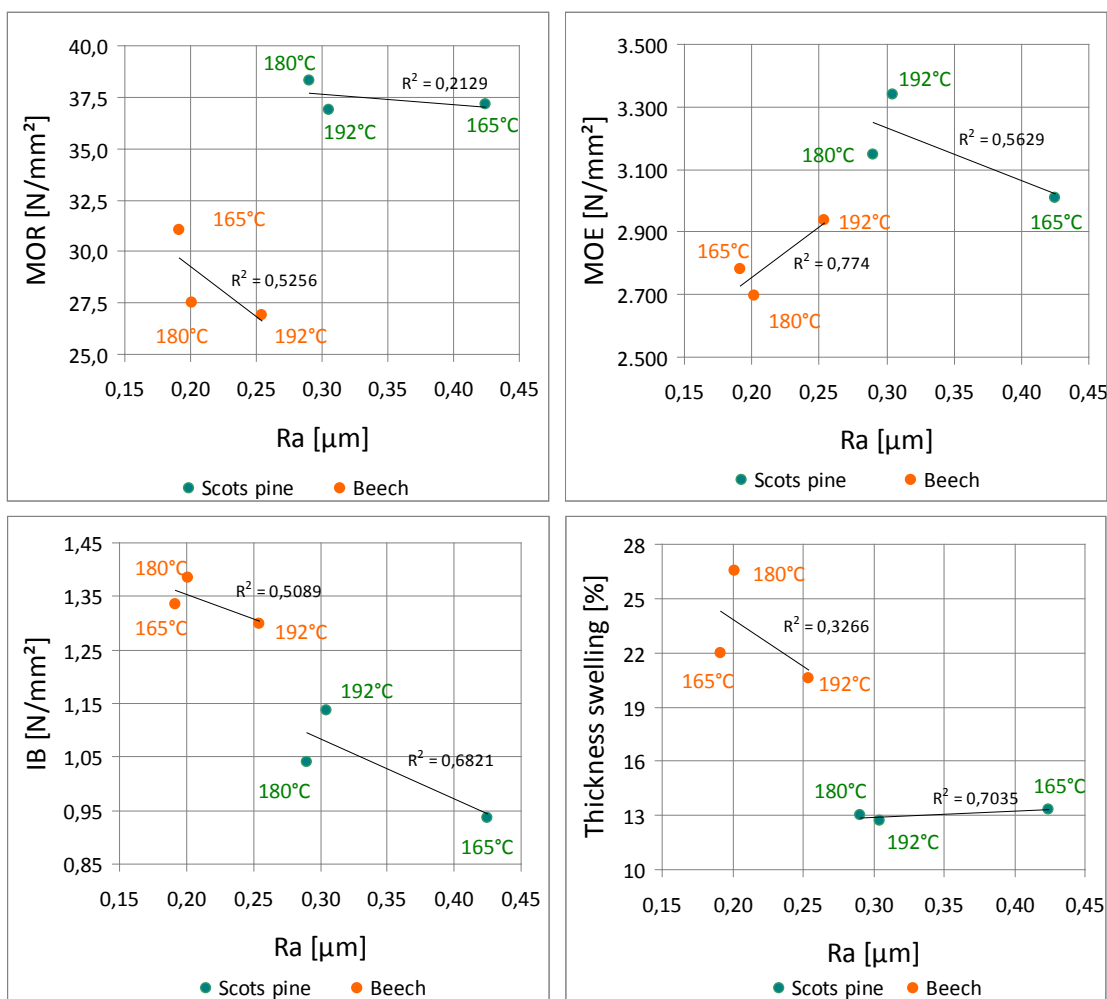 MOR [N/mm²]
40,0
37,5
35,0
32,5
30,0
27,5
25,0
180°C
R² = 0,2129
192°C
165°C
165°C
R² = 0,5256
180°C
192°C
0,15 0,20 0,25 0,30 0,35 0,40 0,45
Ra [µm]
Scots pine Beech
MOE [N/mm²]
3.500
3.300
3.100
2.900
2.700
2.500
192°C
R² = 0,5629
180°C
165°C
192°C
165°C
R² = 0,774
180°C
0,15 0,20 0,25 0,30 0,35 0,40 0,45
Ra [µm]
Scots pine Beech
IB [N/mm²]
1,45
1,35
1,25
1,15
1,05
0,95
0,85
180°C
R² = 0,5089
165°C
192°C
192°C
R² = 0,6821
180°C
165°C
0,15 0,20 0,25 0,30 0,35 0,40 0,45
Ra [µm]
Scots pine Beech
Thickness swelling [%]
28
25
22
19
16
13
10
180°C
R² = 0,3266
165°C
192°C
180°C
165°C
R² = 0,7035
192°C
0,15 0,20 0,25 0,30 0,35 0,40 0,45
Ra [µm]
Scots pine Beech